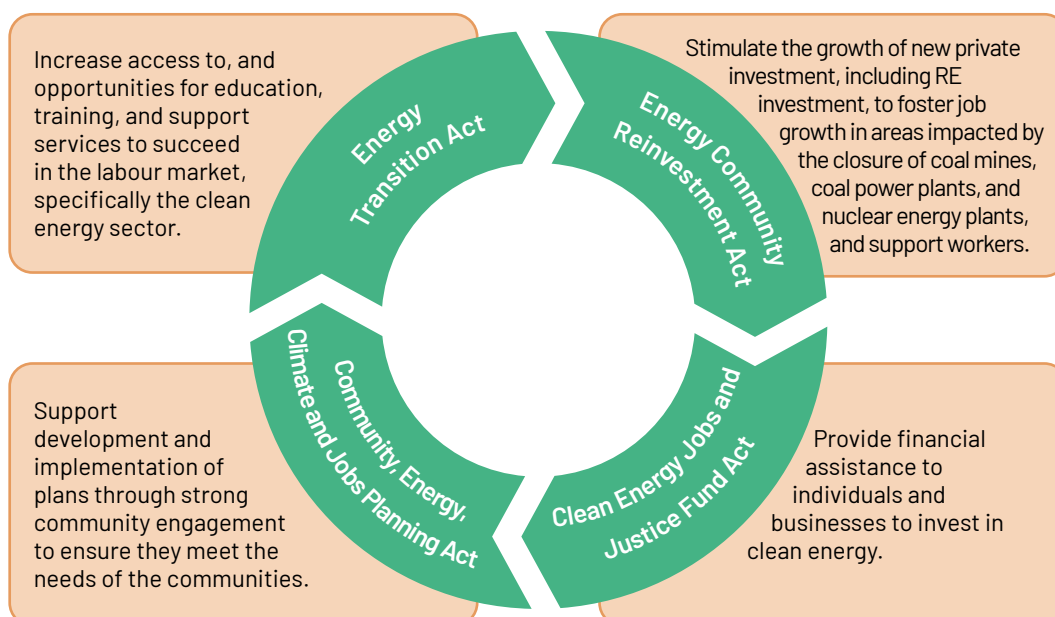 Increase access to, and
opportunities for education,
training, and support
services to succeed
in the labour market,
specifically the clean
energy sector.
Energy
Transition Act
Energy Community
Reinvestment Act
Stimulate the growth of new private
investment, including RE
investment, to foster job
growth in areas impacted by
the closure of coal mines,
coal power plants, and
nuclear energy plants,
and support workers.
Support
development and
implementation of
plans through strong
community engagement
to ensure they meet the
needs of the communities.
Community, Energy,
Climate and Jobs Planning Act
Clean Energy Jobs and
Justice Fund Act
Provide financial
assistance to
individuals and
businesses to invest in
clean energy.